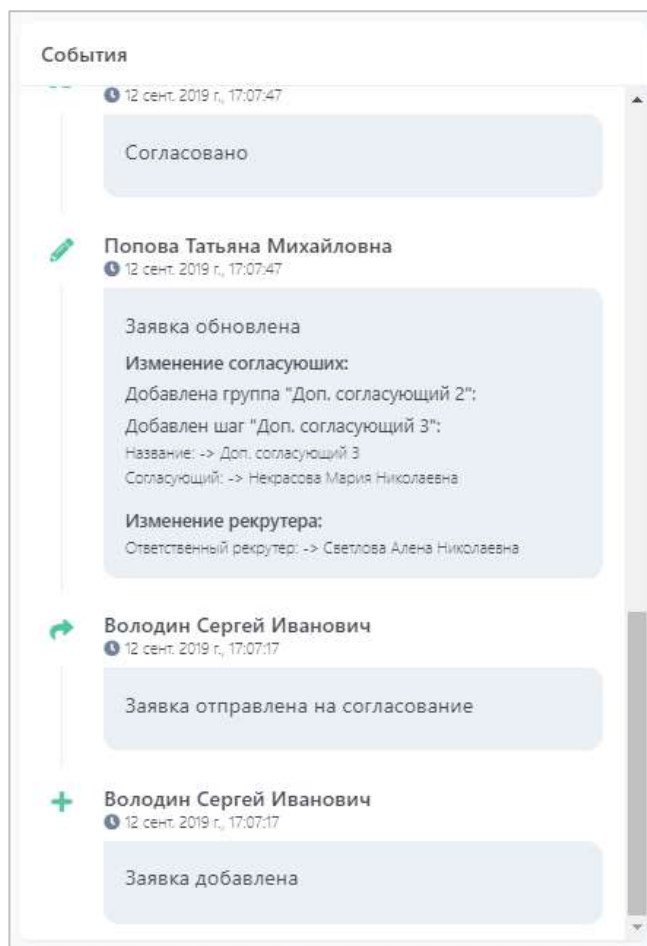 События
12 сент. 2019 г., 17:07:47
Согласовано
Попова Татьяна Михайловна
12 сент. 2019 г., 17:07:47
Заявка обновлена
Изменение согласуюших:
Добавлена группа "Доп. согласующий 2":
Добавлен шаг "Доп. согласующий 3":
Название: -> Доп. согласующий 3
Согласующий: -> Некрасова Мария Николаевна
Изменение рекрутера:
Ответственный рекрутер: -> Светлова Алена Николаевна
Володин Сергей Иванович
12 сент. 2019 г., 17:07:17
Заявка отправлена на согласование
Володин Сергей Иванович
12 сент. 2019 г., 17:07:17
Заявка добавлена